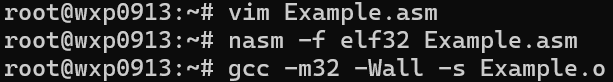 root@wxp0913:~# vim Example.asm
root@wxp0913:~# nasm -f elf32 Example.asm
root@wxp0913:~# gcc -m32 -Wall -s Example.o